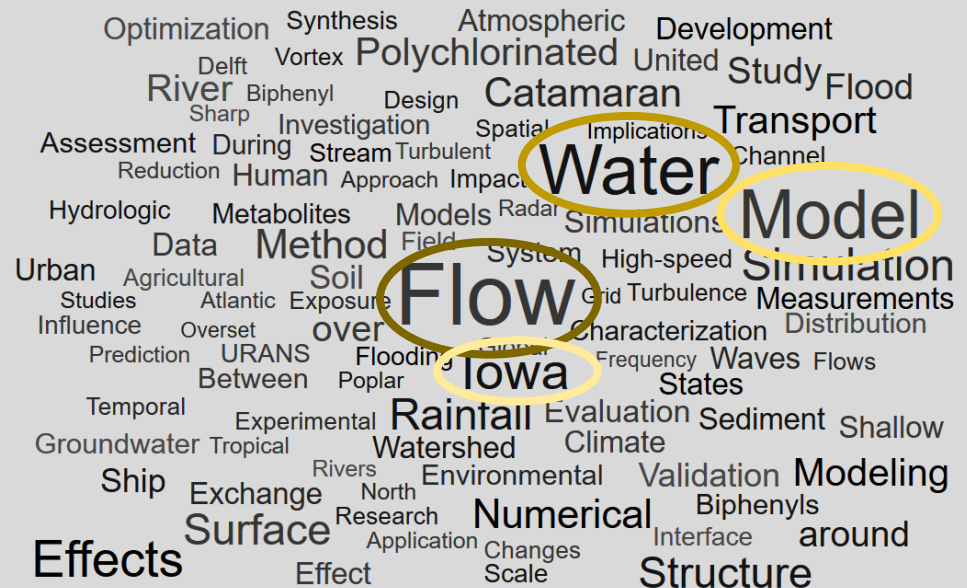 Optimization Synthesis Atmospheric Development
Delft Vortex Polychlorinated United Study Flood
River Biphenyl Design Catamaran
Sharp Investigation Spatial Implications Transport
Assessment During Stream Turbulent Water Channel
Reduction Human Approach Impact Model
Hydrologic Metabolites Models Radar Simulations
Data Method Field System High-speed Simulation
Urban Agricultural Soil Flow Grid Turbulence Measurements
Studies Atlantic Exposure
Influence Overset over Characterization Distribution
Prediction URANS Flooding Global Frequency Waves Flows
Between Poplar Iowa States
Temporal Experimental Rainfall Evaluation Sediment Shallow
Groundwater Tropical Watershed Climate
Ship Rivers Environmental Validation Modeling
Exchange North Numerical Biphenyls
Surface Research Interface around
Effects Application Changes
Effect Scale Structure